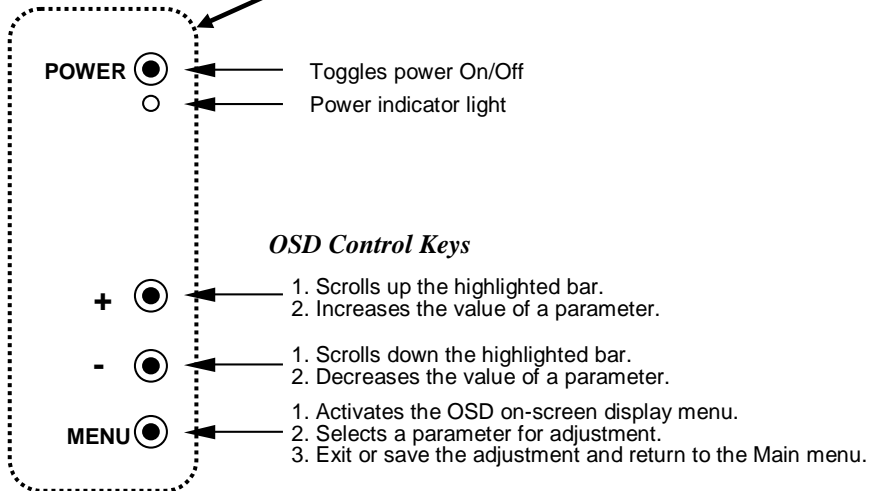 POWER
Toggles power On/Off
Power indicator light
OSD Control Keys
+
1. Scrolls up the highlighted bar.
2. Increases the value of a parameter.
-
1. Scrolls down the highlighted bar.
2. Decreases the value of a parameter.
MENU
1. Activates the OSD on-screen display menu.
2. Selects a parameter for adjustment.
3. Exit or save the adjustment and return to the Main menu.